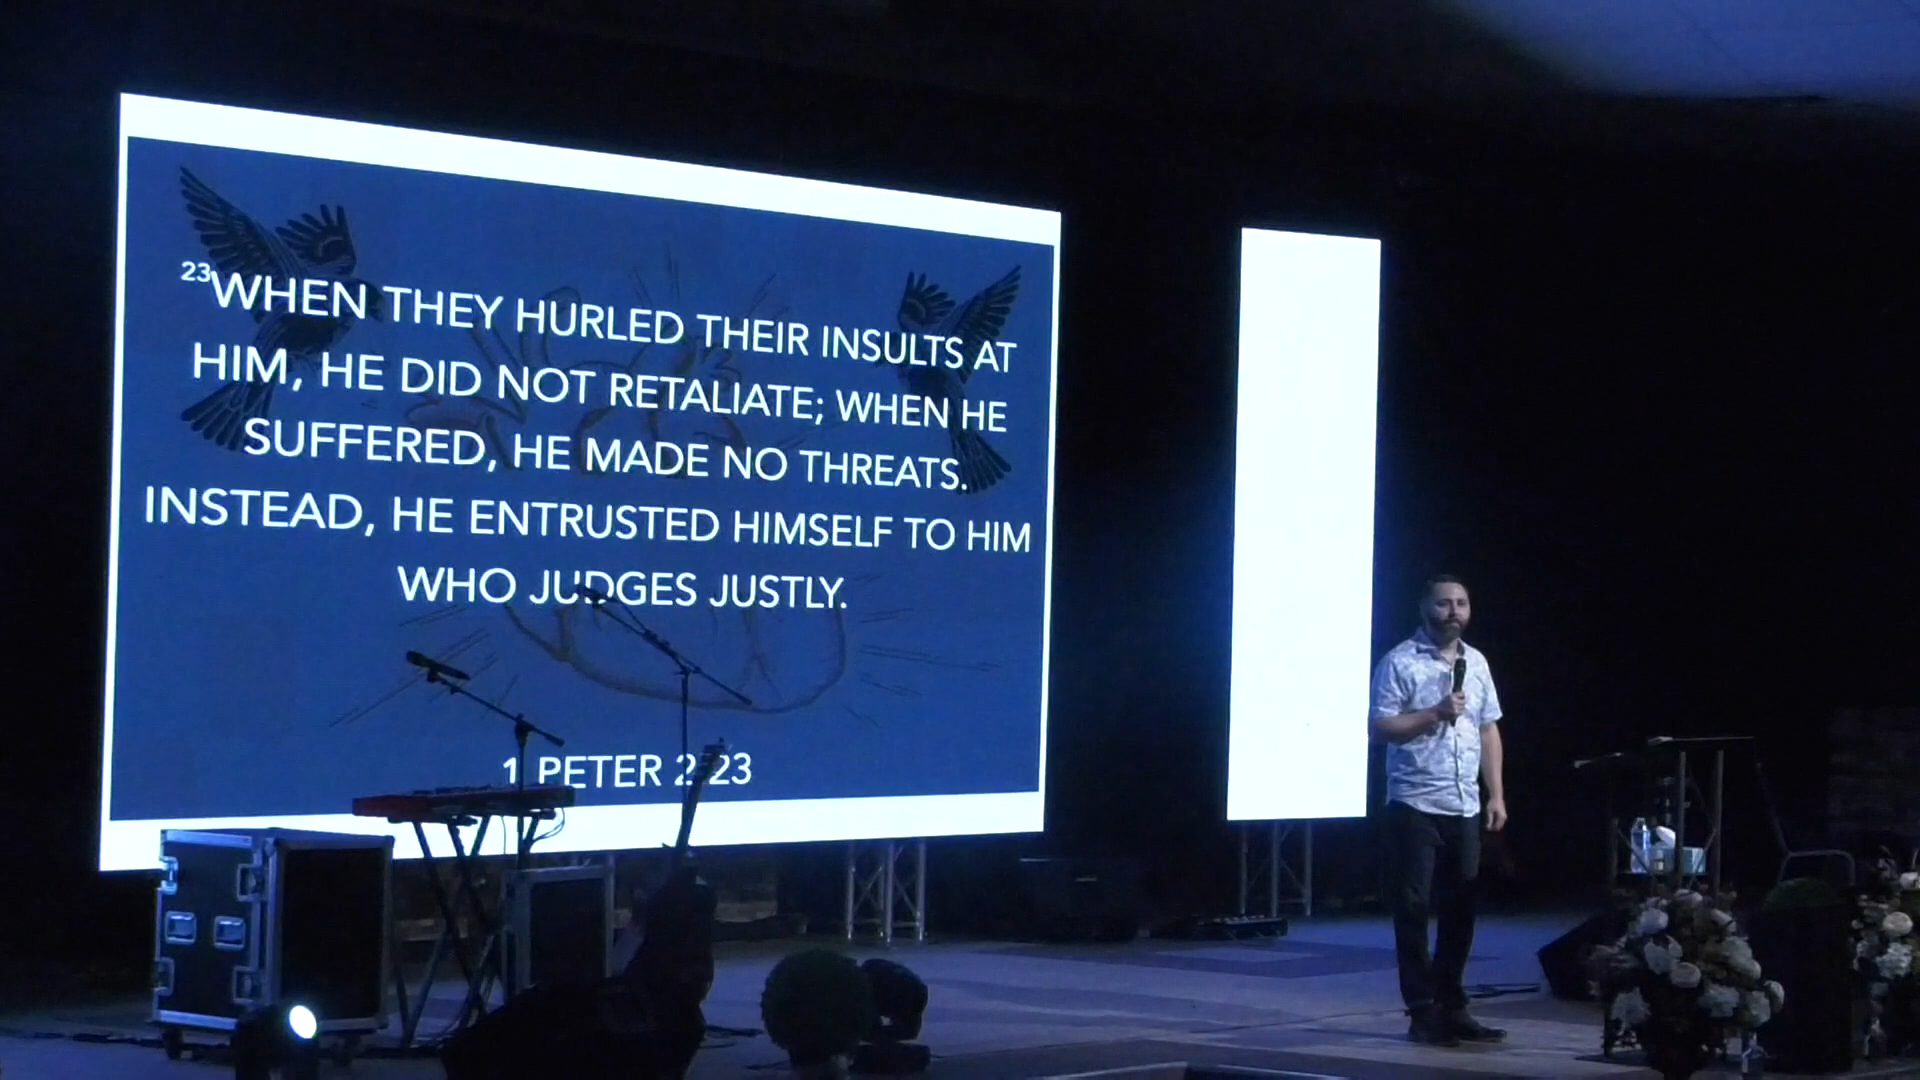 23WHEN THEY HURLED THEIR INSULTS AT
HIM, HE DID NOT RETALIATE; WHEN HE
SUFFERED, HE MADE NO THREATS.
INSTEAD, HE ENTRUSTED HIMSELF TO HIM
WHO JUDGES JUSTLY.
1 PETER 2:23